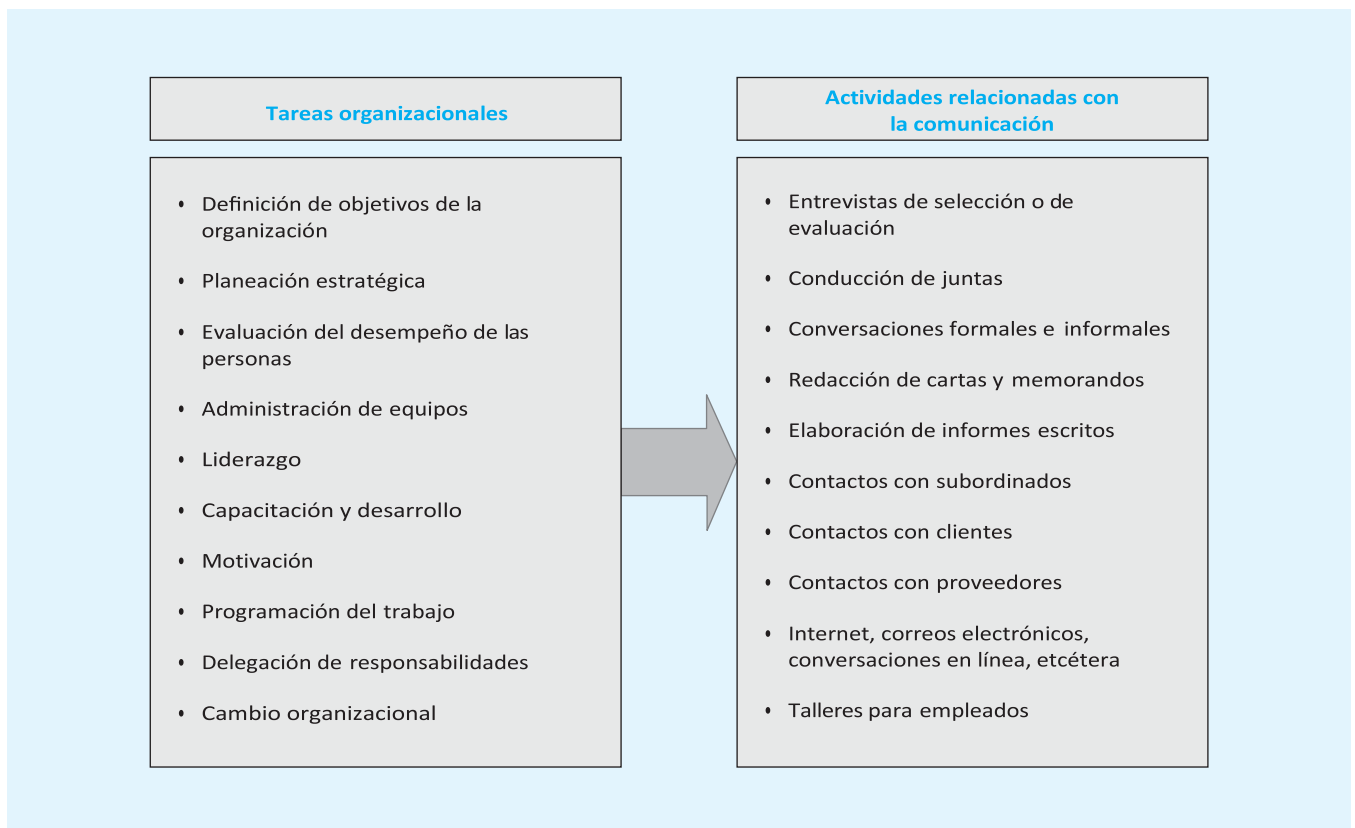 Tareas organizacionales
• Definición de objetivos de la
organización
• Planeación estratégica
• Evaluación del desempeño de las
personas
• Administración de equipos
• Liderazgo
• Capacitación y desarrollo
• Motivación
• Programación del trabajo
• Delegación de responsabilidades
• Cambio organizacional
Actividades relacionadas con
la comunicación
• Entrevistas de selección o de
evaluación
• Conducción de juntas
• Conversaciones formales e informales
• Redacción de cartas y memorandos
• Elaboración de informes escritos
• Contactos con subordinados
• Contactos con clientes
• Contactos con proveedores
• Internet, correos electrónicos,
conversaciones en línea, etcétera
• Talleres para empleados